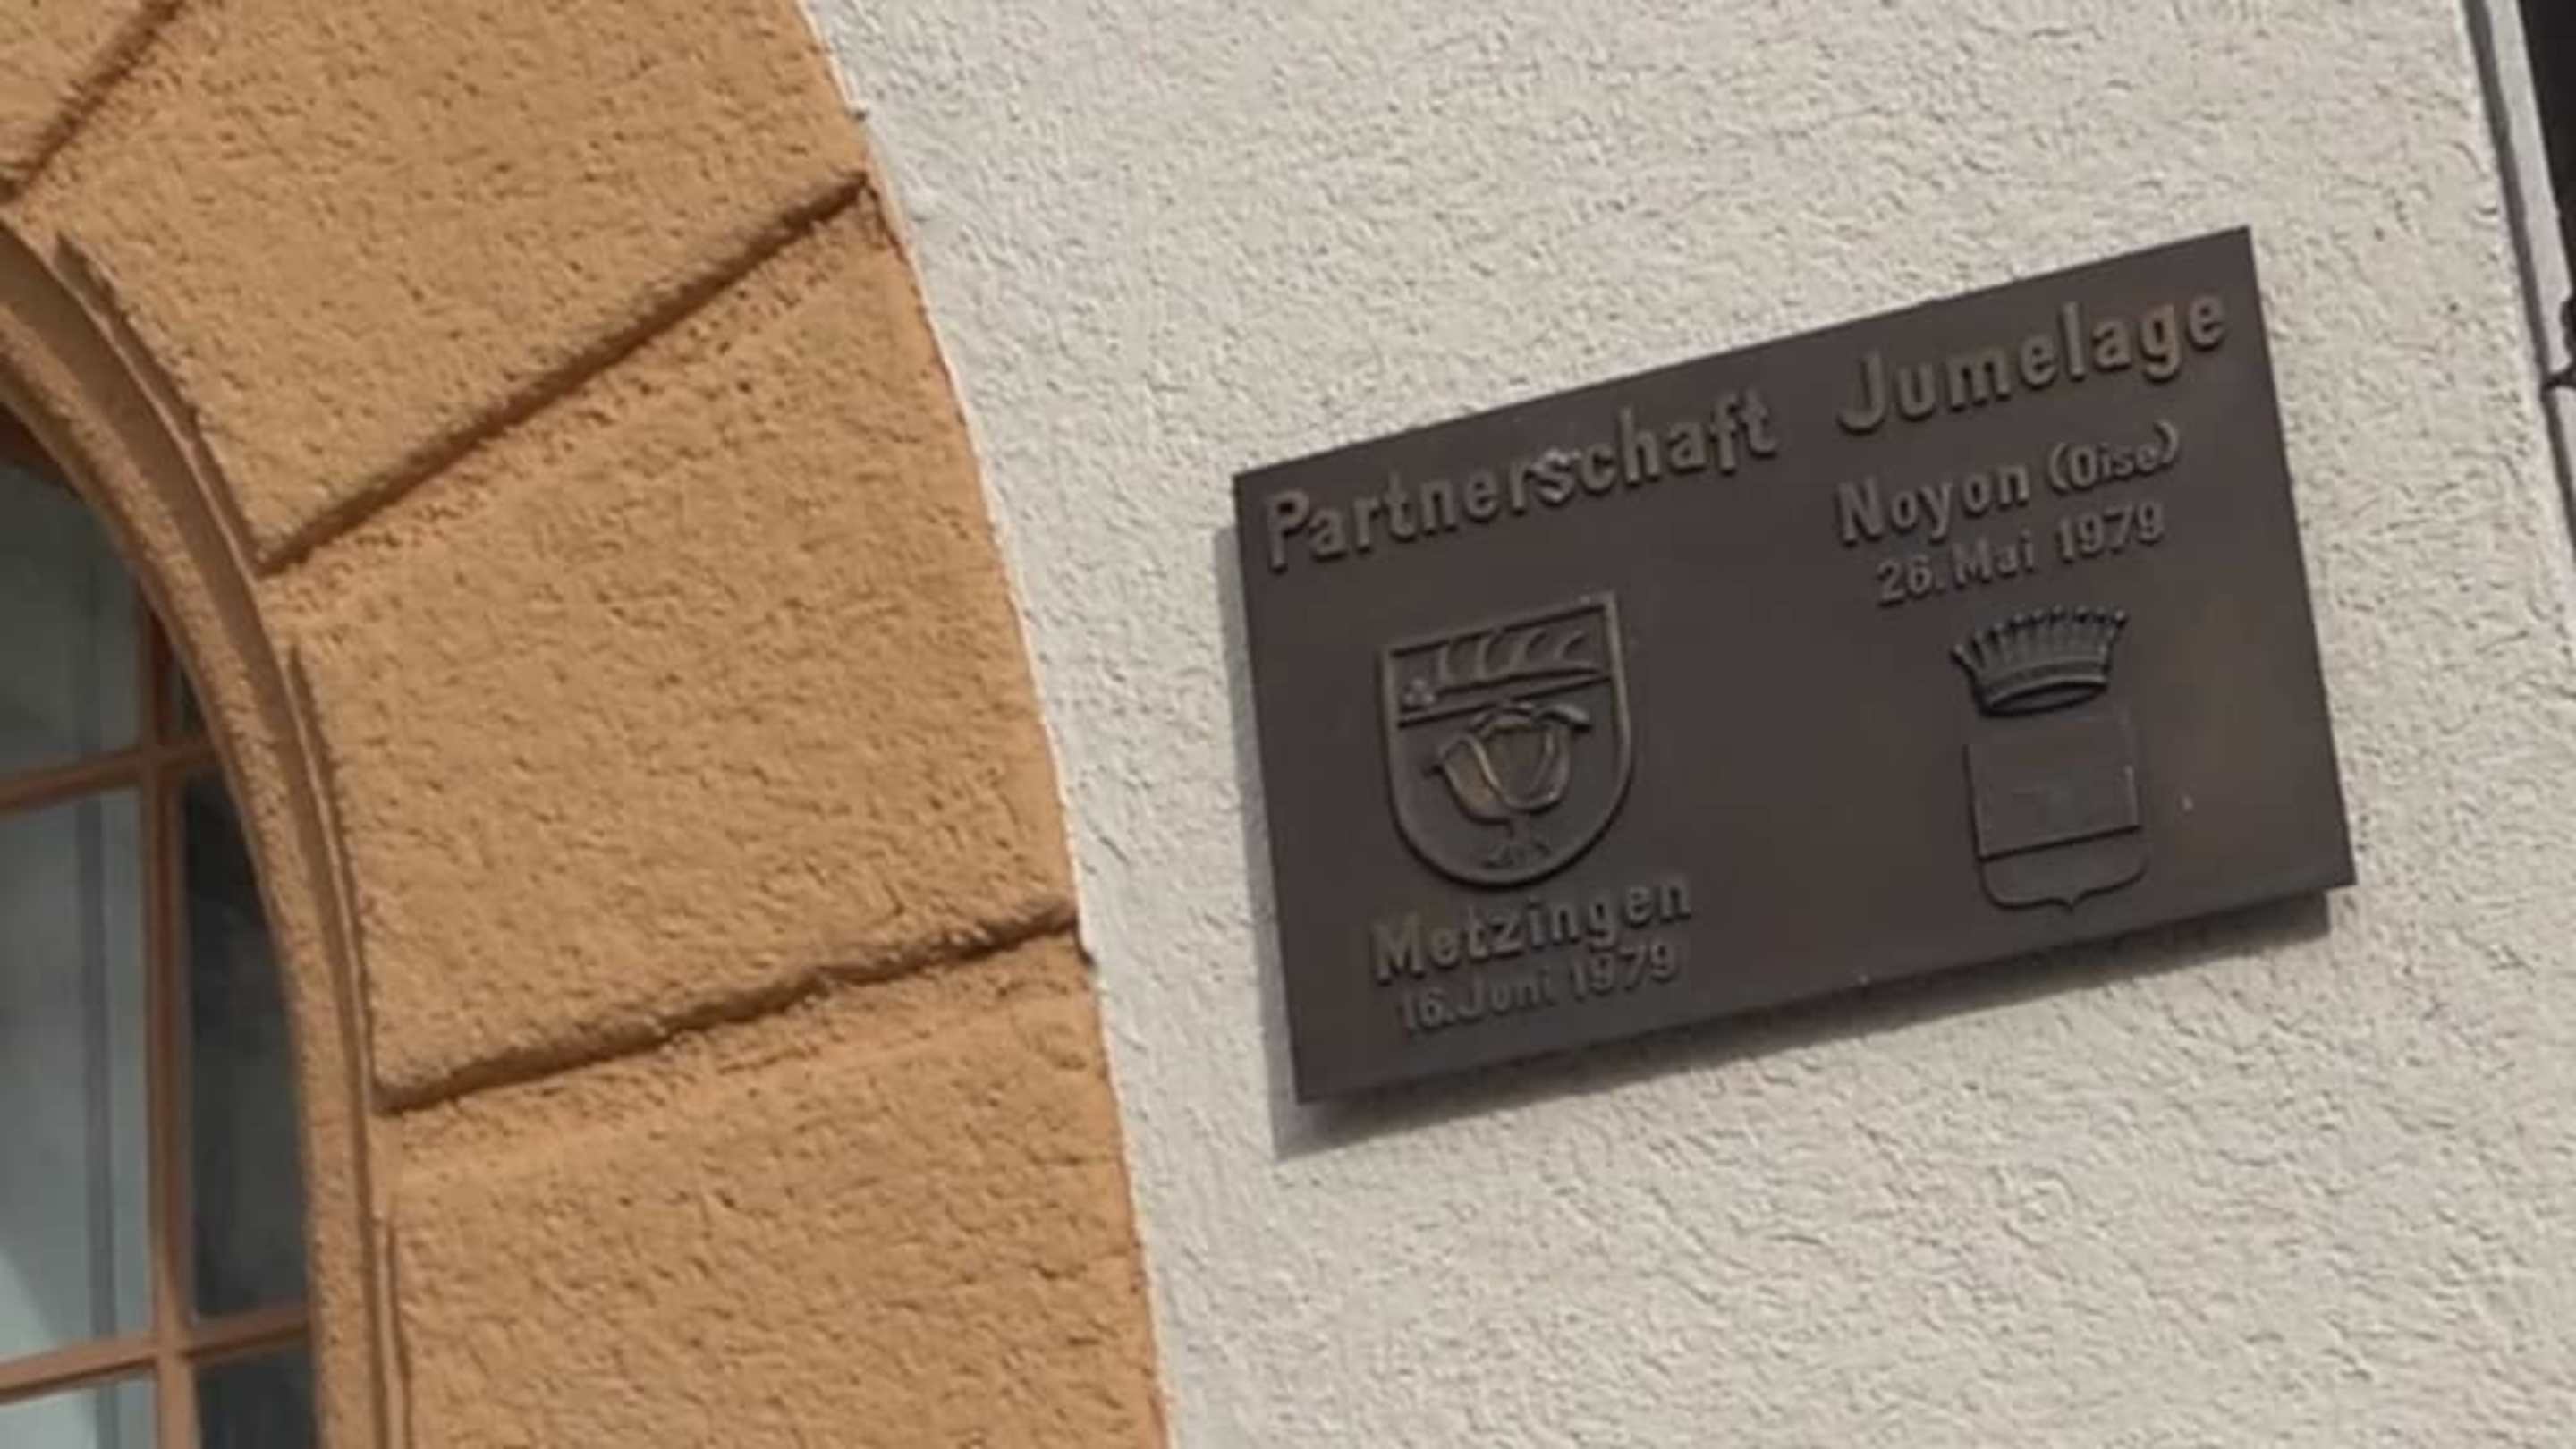 Partnerschaft Jumelage
Noyon (Oise)
26. Mai 1979
Metzingen
16. Juni 1979